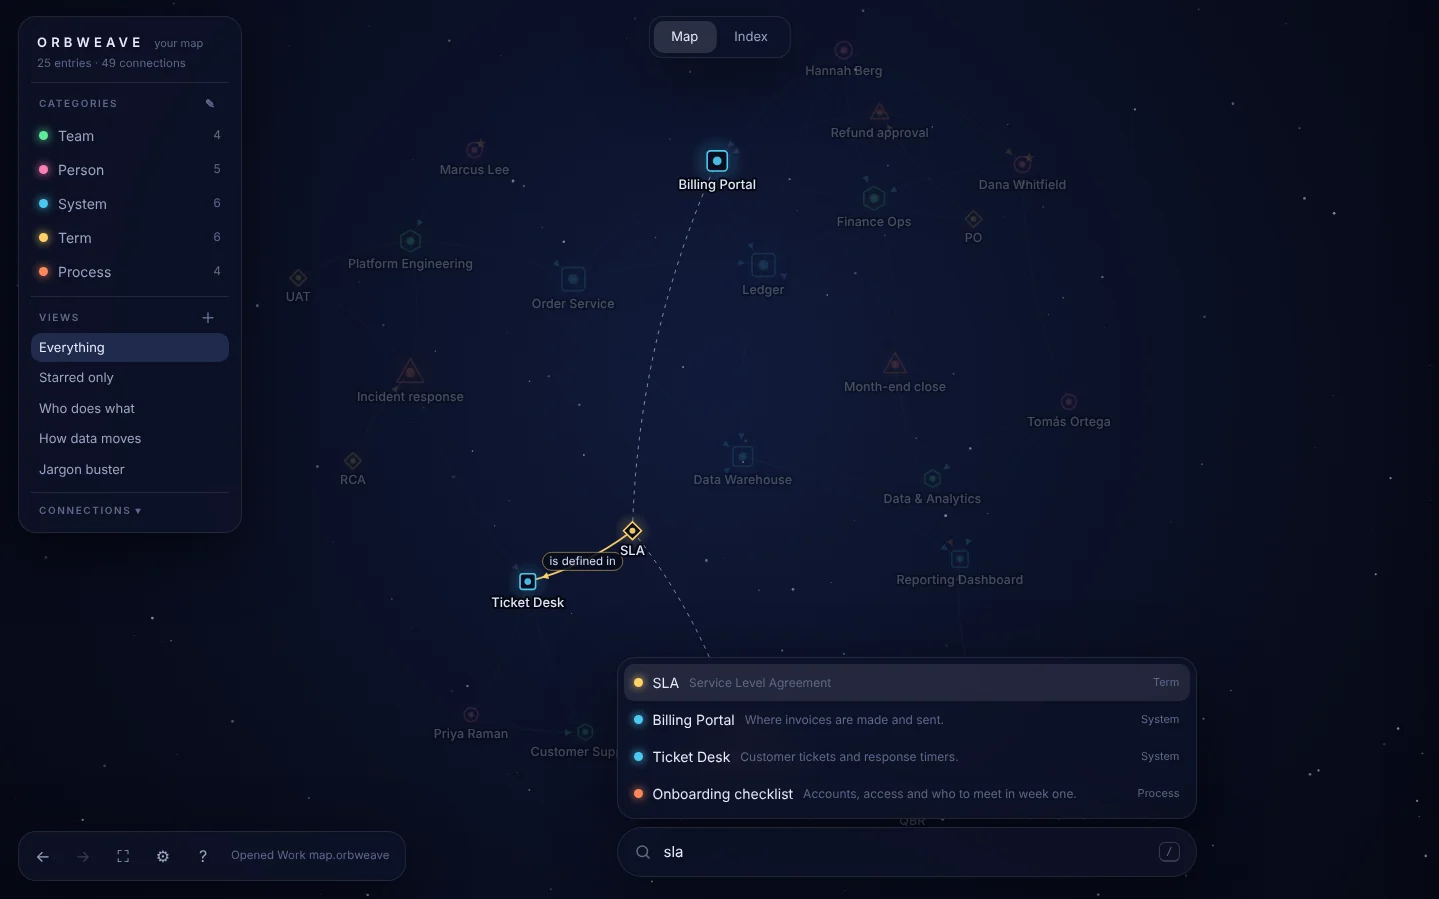 ORBWEAVE your map
25 entries · 49 connections
CATEGORIES
Team 4
Person 5
System 6
Term 6
Process 4
VIEWS
Everything
Starred only
Who does what
How data moves
Jargon buster
CONNECTIONS
Map Index
Hannah Berg
Refund approval
Marcus Lee
Billing Portal
Dana Whitfield
Finance Ops
PO
Platform Engineering
Ledger
UAT
Order Service
Month-end close
Incident response
Tomás Ortega
RCA
Data Warehouse
Data & Analytics
SLA
is defined in
Reporting Dashboard
Ticket Desk
Priya Raman
Customer Sup
SLA Service Level Agreement Term
Billing Portal Where invoices are made and sent. System
Ticket Desk Customer tickets and response timers. System
Onboarding checklist Accounts, access and who to meet in week one. Process
QBR
sla /
? Opened Work map.orbweave